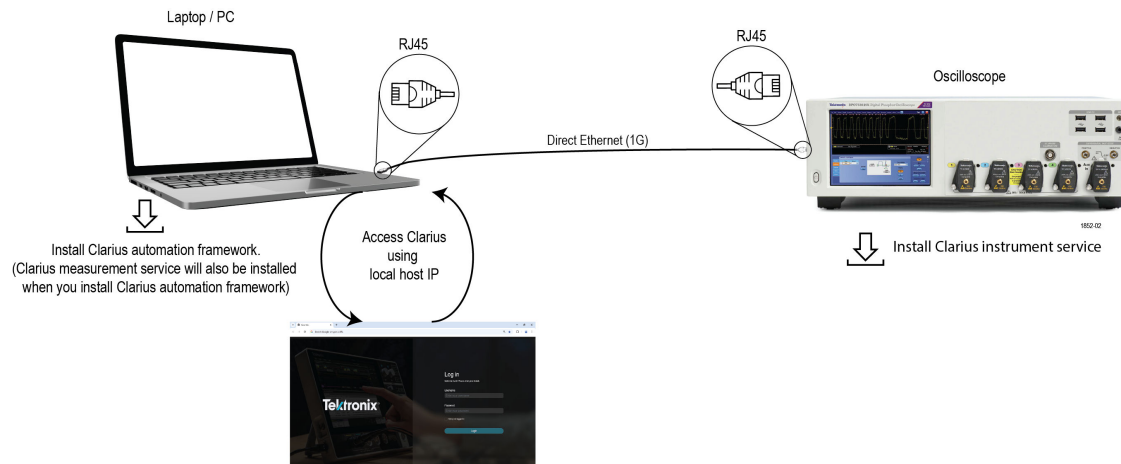 Laptop / PC
RJ45
RJ45
Oscilloscope
Direct Ethernet (1G)
Tektronix
1852-02
Install Clarius automation framework.
(Clarius measurement service will also be installed
when you install Clarius automation framework)
Access Clarius
using
local host IP
Install Clarius instrument service
Log in
Tektronix
Login